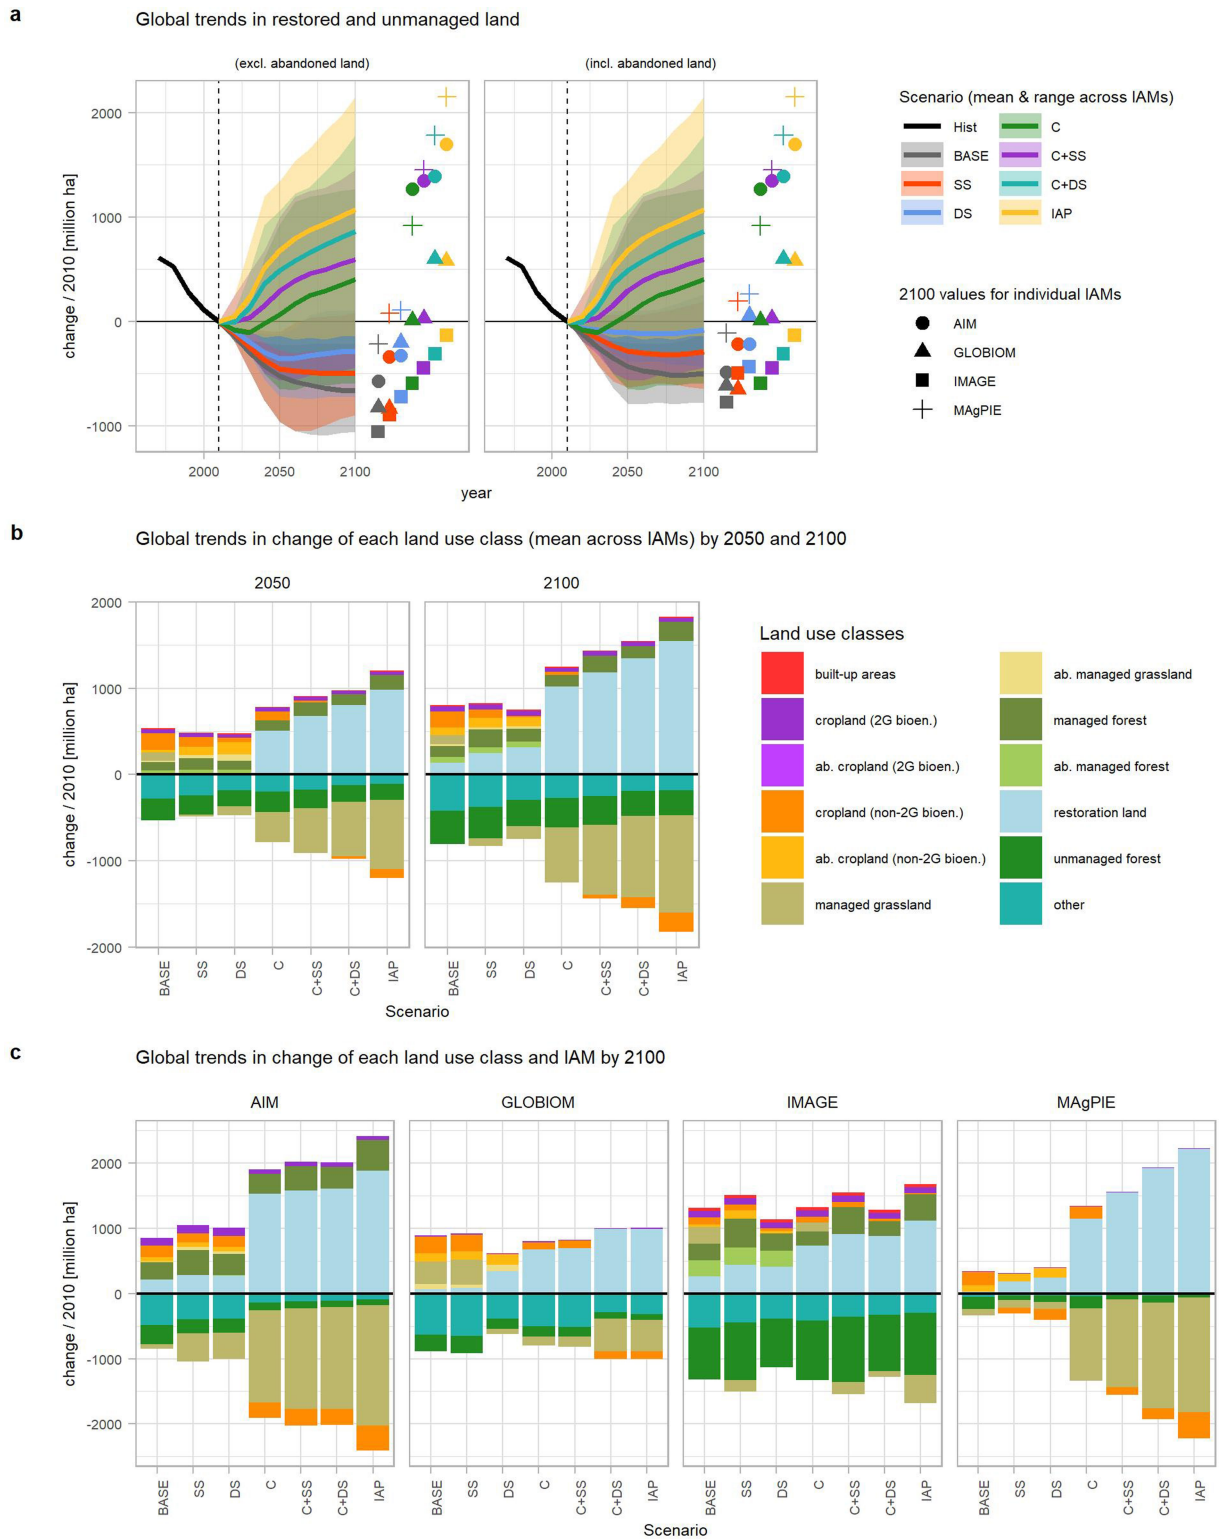 a
Global trends in restored and unmanaged land
(excl. abandoned land)
(incl. abandoned land)
change / 2010 [million ha]
2000
1000
0
-1000
2000
2050
2100
2000
2050
2100
year
Scenario (mean & range across IAMs)
Hist
C
BASE
C+SS
SS
C+DS
DS
IAP
2100 values for individual IAMs
AIM
GLOBIOM
IMAGE
MAgPIE
b
Global trends in change of each land use class (mean across IAMs) by 2050 and 2100
2050
2100
change / 2010 [million ha]
2000
1000
0
-1000
-2000
BASE
SS
DS
C
C+SS
C+DS
IAP
BASE
SS
DS
C
C+SS
C+DS
IAP
Scenario
Land use classes
built-up areas
ab. managed grassland
cropland (2G bioen.)
managed forest
ab. cropland (2G bioen.)
ab. managed forest
cropland (non-2G bioen.)
restoration land
ab. cropland (non-2G bioen.)
unmanaged forest
managed grassland
other
c
Global trends in change of each land use class and IAM by 2100
AIM
GLOBIOM
IMAGE
MAgPIE
change / 2010 [million ha]
2000
1000
0
-1000
-2000
BASE
SS
DS
C
C+SS
C+DS
IAP
BASE
SS
DS
C
C+SS
C+DS
IAP
BASE
SS
DS
C
C+SS
C+DS
IAP
BASE
SS
DS
C
C+SS
C+DS
IAP
Scenario